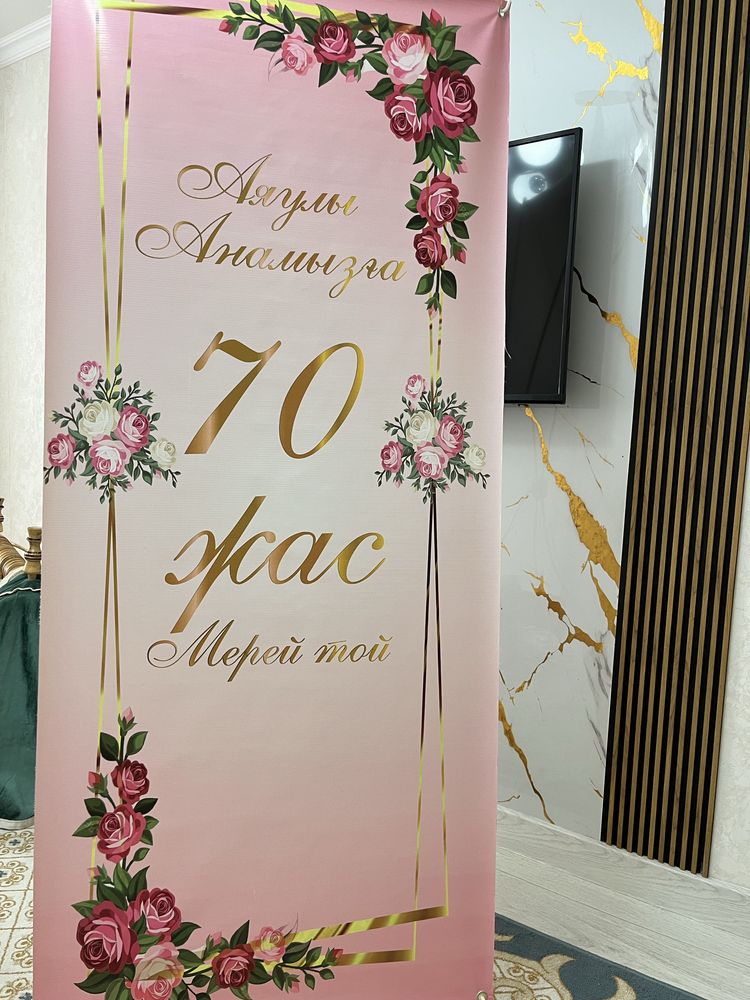 Аяулы
Анамызға
70
жас
Мерей той